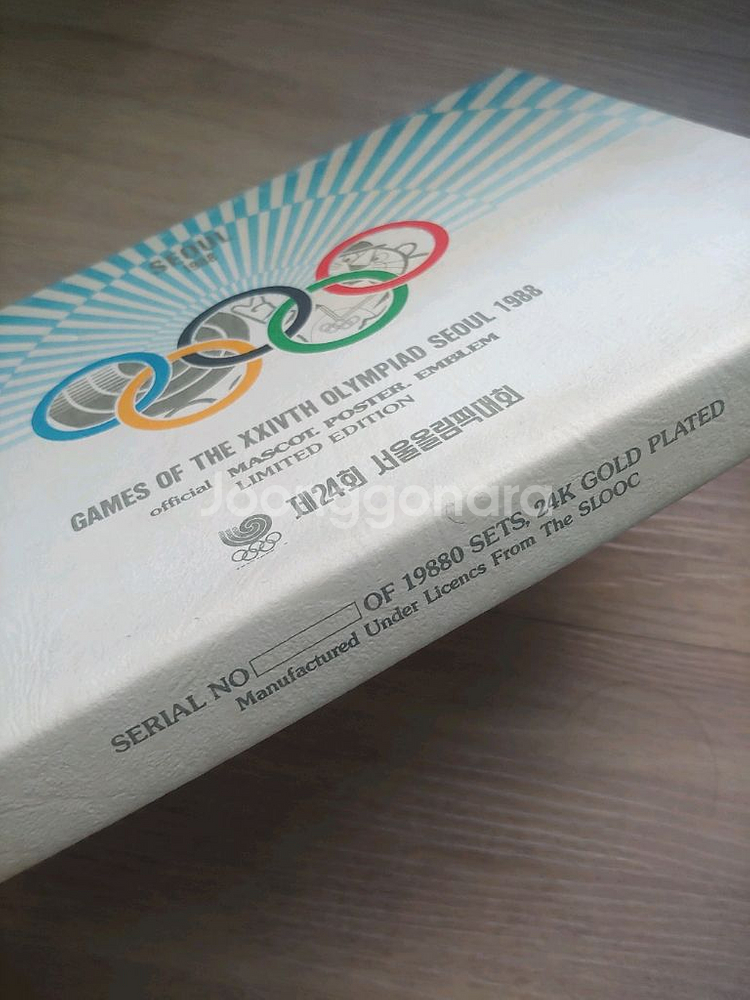 SEOUL
1988
GAMES OF THE XXIVTH OLYMPIAD SEOUL 1988
official MASCOT. POSTER. EMBLEM
LIMITED EDITION
제24회 서울올림픽대회
Joonggonara
SERIAL NO OF 19880 SETS, 24K GOLD PLATED
Manufactured Under Licencs From The SLOOC